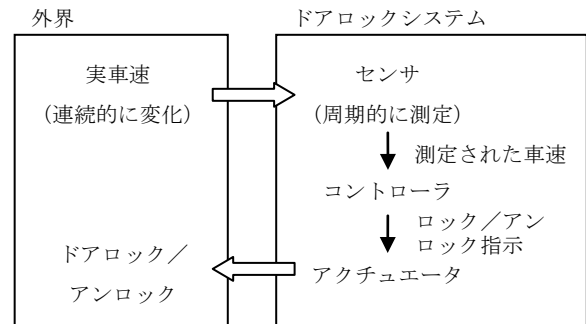 外界
実車速
(連続的に変化)
ドアロック／
アンロック
ドアロックシステム
センサ
(周期的に測定)
測定された車速
コントローラ
ロック／アン
ロック指示
アクチュエータ